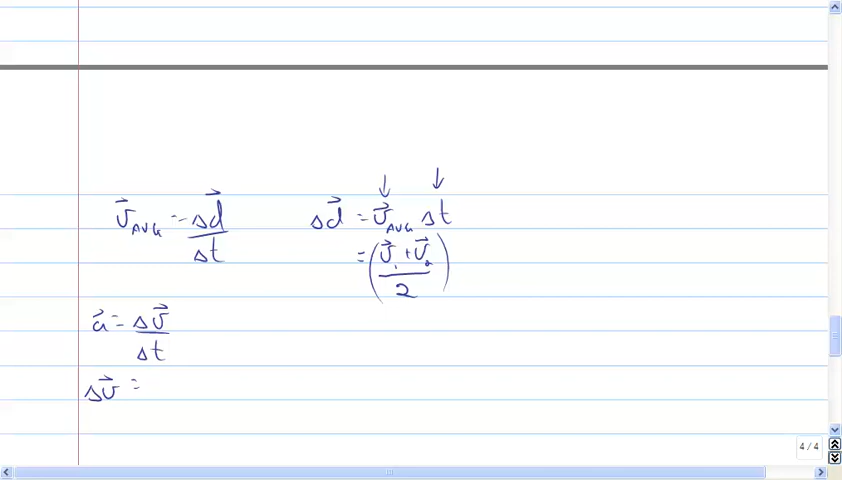 v⃗AVG = Δd⃗/Δt
Δd⃗ = v⃗AVG Δt
= (v⃗₁ + v⃗₂ / 2)
a⃗ = Δv⃗/Δt
Δv⃗ =
4 / 4